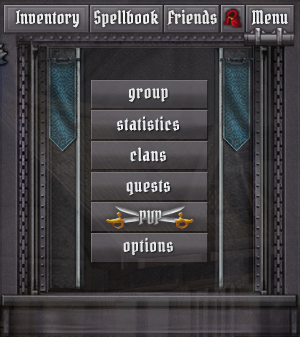 Inventory Spellbook Friends Menu
group
statistics
clans
quests
pvp
options